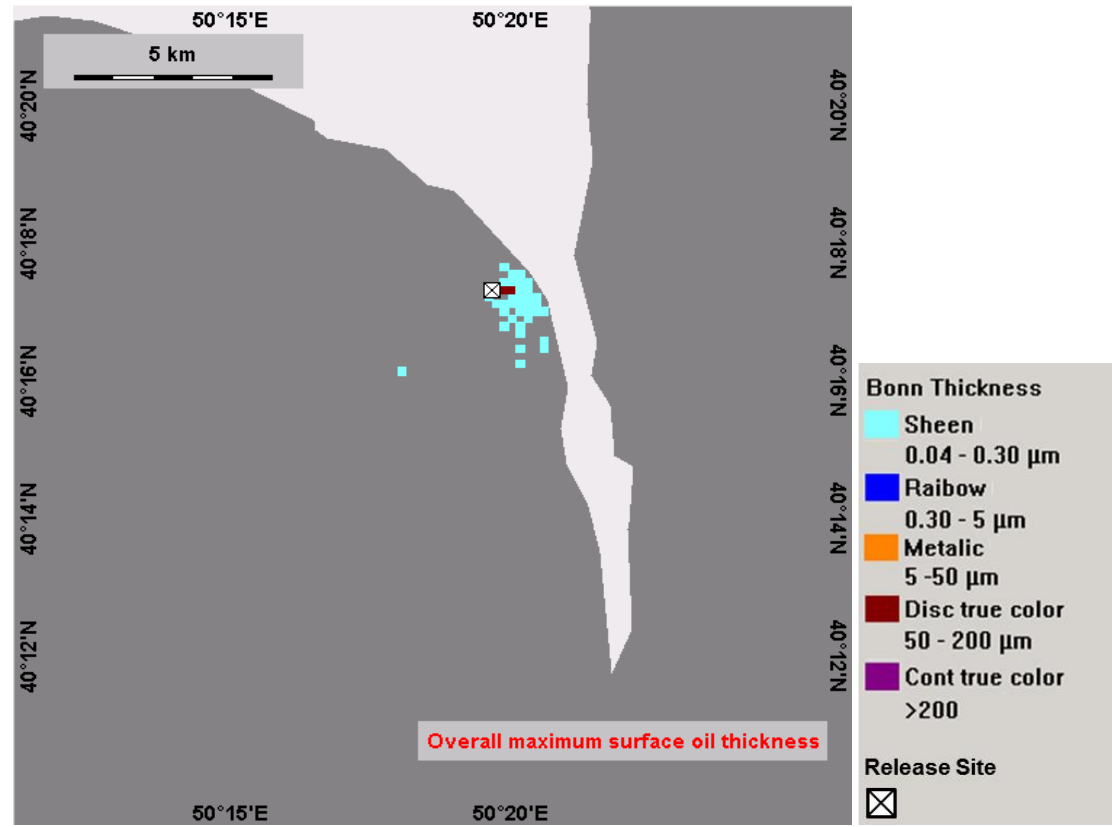 50°15'E 50°20'E
5 km
40°20'N 40°20'N
40°18'N 40°18'N
40°16'N 40°16'N
40°14'N 40°14'N
40°12'N 40°12'N
Overall maximum surface oil thickness
50°15'E 50°20'E
Bonn Thickness
Sheen
0.04 - 0.30 µm
Raibow
0.30 - 5 µm
Metalic
5 -50 µm
Disc true color
50 - 200 µm
Cont true color
>200
Release Site